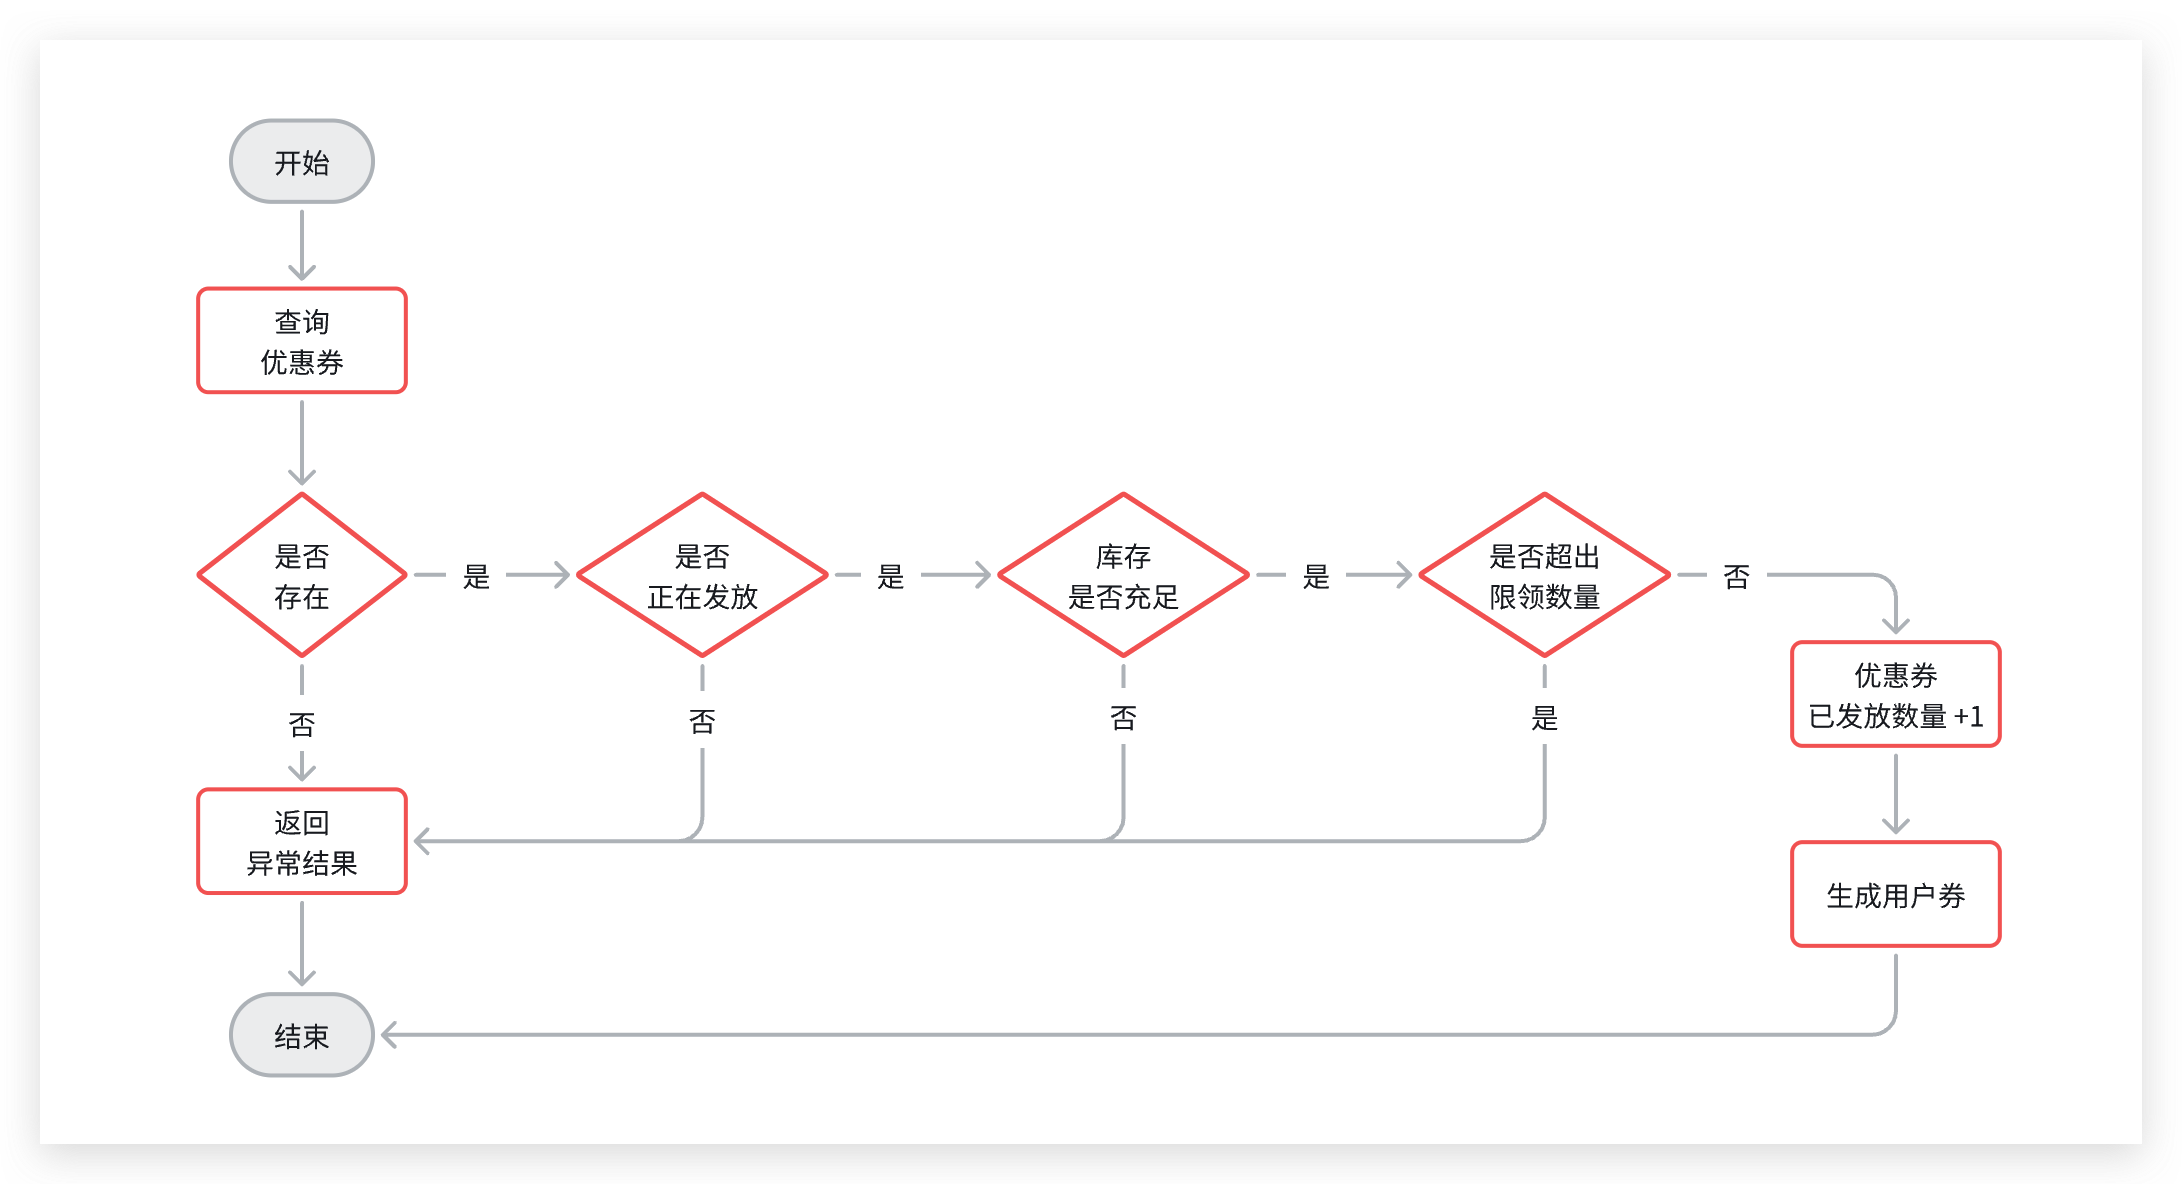 开始
查询
优惠券
是否
存在
是
是否
正在发放
是
库存
是否充足
是
是否超出
限领数量
否
优惠券
已发放数量 +1
否
否
否
是
返回
异常结果
生成用户券
结束